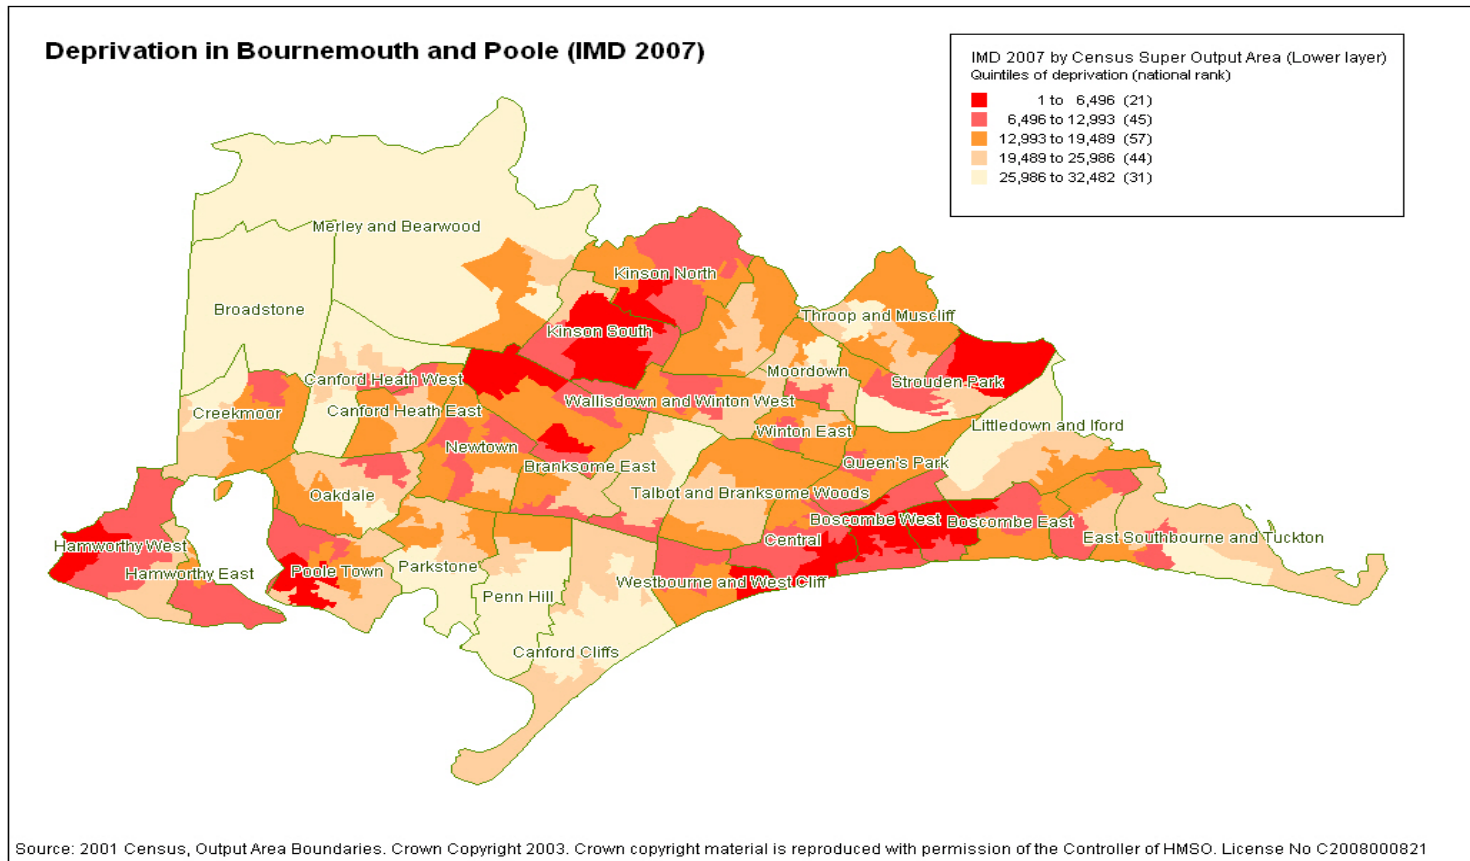 Deprivation in Bournemouth and Poole (IMD 2007)
IMD 2007 by Census Super Output Area (Lower layer)
Quintiles of deprivation (national rank)
1 to 6,496 (21)
6,496 to 12,993 (45)
12,993 to 19,489 (57)
19,489 to 25,986 (44)
25,986 to 32,482 (31)
Merley and Bearwood
Kinson North
Broadstone
Throop and Muscliff
Kinson South
Moordown
Canford Heath West
Strouden Park
Wallisdown and Winton West
Creekmoor
Canford Heath East
Littledown and Iford
Winton East
Newtown
Queen's Park
Branksome East
Oakdale
Talbot and Branksome Woods
Boscombe West
Boscombe East
East Southbourne and Tuckton
Central
Hamworthy West
Parkstone
Poole Town
Hamworthy East
Westbourne and West Cliff
Penn Hill
Canford Cliffs
Source: 2001 Census, Output Area Boundaries. Crown Copyright 2003. Crown copyright material is reproduced with permission of the Controller of HMSO. License No C2008000821